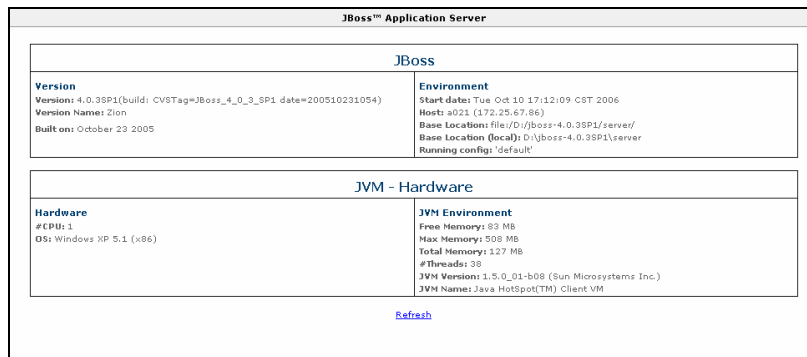 JBoss™ Application Server
JBoss
Version
Version: 4.0.3SP1(build: CVSTag=JBoss_4_0_3_SP1 date=200510231054)
Version Name: Zion
Built on: October 23 2005
Environment
Start date: Tue Oct 10 17:12:09 CST 2006
Host: a021 (172.25.67.86)
Base Location: file:/D:/jboss-4.0.3SP1/server/
Base Location (local): D:\jboss-4.0.3SP1\server
Running config: 'default'
JVM - Hardware
Hardware
#CPU: 1
OS: Windows XP 5.1 (x86)
JVM Environment
Free Memory: 83 MB
Max Memory: 508 MB
Total Memory: 127 MB
#Threads: 38
JVM Version: 1.5.0_01-b08 (Sun Microsystems Inc.)
JVM Name: Java HotSpot(TM) Client VM
Refresh